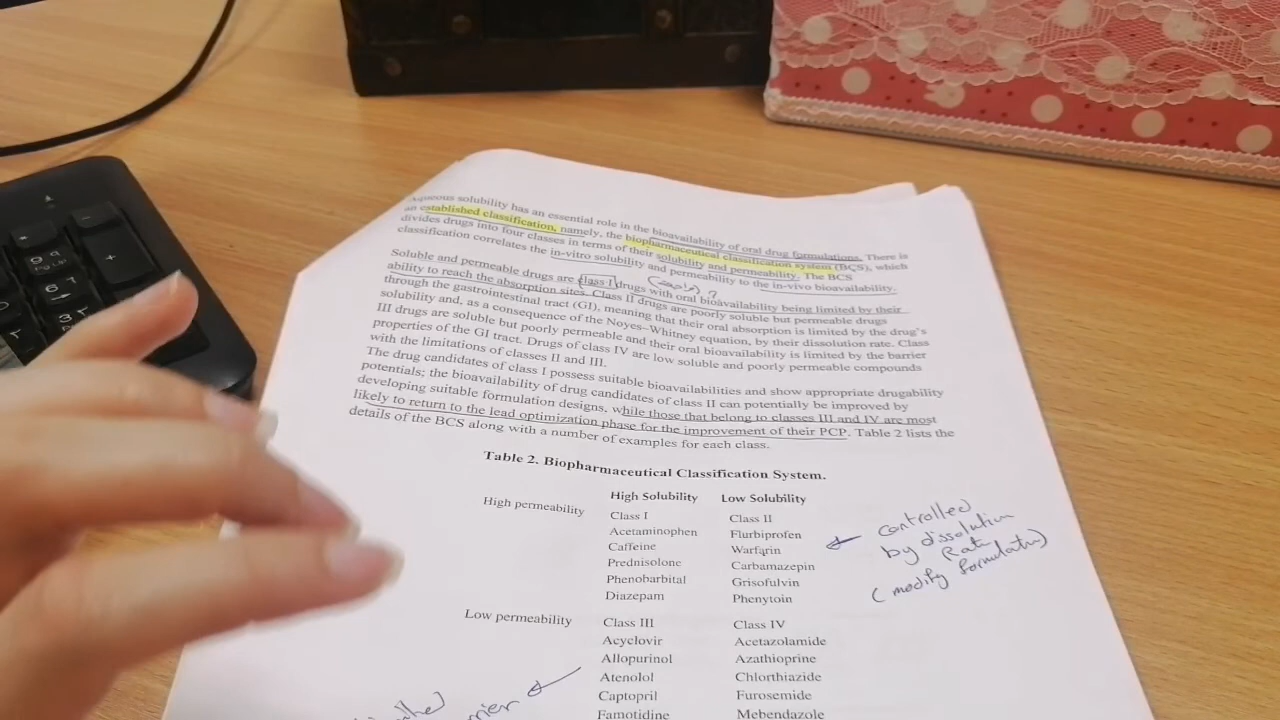 Aqueous solubility has an essential role in the bioavailability of oral drug formulations. There is
an established classification, namely, the biopharmaceutical classification system (BCS), which
divides drugs into four classes in terms of their solubility and permeability. The BCS
classification correlates the in-vitro solubility and permeability to the in-vivo bioavailability.
Soluble and permeable drugs are class I drugs with oral bioavailability being limited by their
ability to reach the absorption sites. Class II drugs are poorly soluble but permeable drugs
through the gastrointestinal tract (GI), meaning that their oral absorption is limited by the drug's
solubility and, as a consequence of the Noyes–Whitney equation, by their dissolution rate. Class
III drugs are soluble but poorly permeable and their oral bioavailability is limited by the barrier
properties of the GI tract. Drugs of class IV are low soluble and poorly permeable compounds
with the limitations of classes II and III.
The drug candidates of class I possess suitable bioavailabilities and show appropriate drugability
potentials; the bioavailability of drug candidates of class II can potentially be improved by
developing suitable formulation designs, while those that belong to classes III and IV are most
likely to return to the lead optimization phase for the improvement of their PCP. Table 2 lists the
details of the BCS along with a number of examples for each class.
Table 2. Biopharmaceutical Classification System.
High Solubility Low Solubility
High permeability Class I Class II
Acetaminophen Flurbiprofen
Caffeine Warfarin
Prednisolone Carbamazepin
Phenobarbital Grisofulvin
Diazepam Phenytoin
controlled
by dissolution
Rate
( modify formulation)
Low permeability Class III Class IV
Acyclovir Acetazolamide
Allopurinol Azathioprine
Atenolol Chlorthiazide
Captopril Furosemide
Famotidine Mebendazole